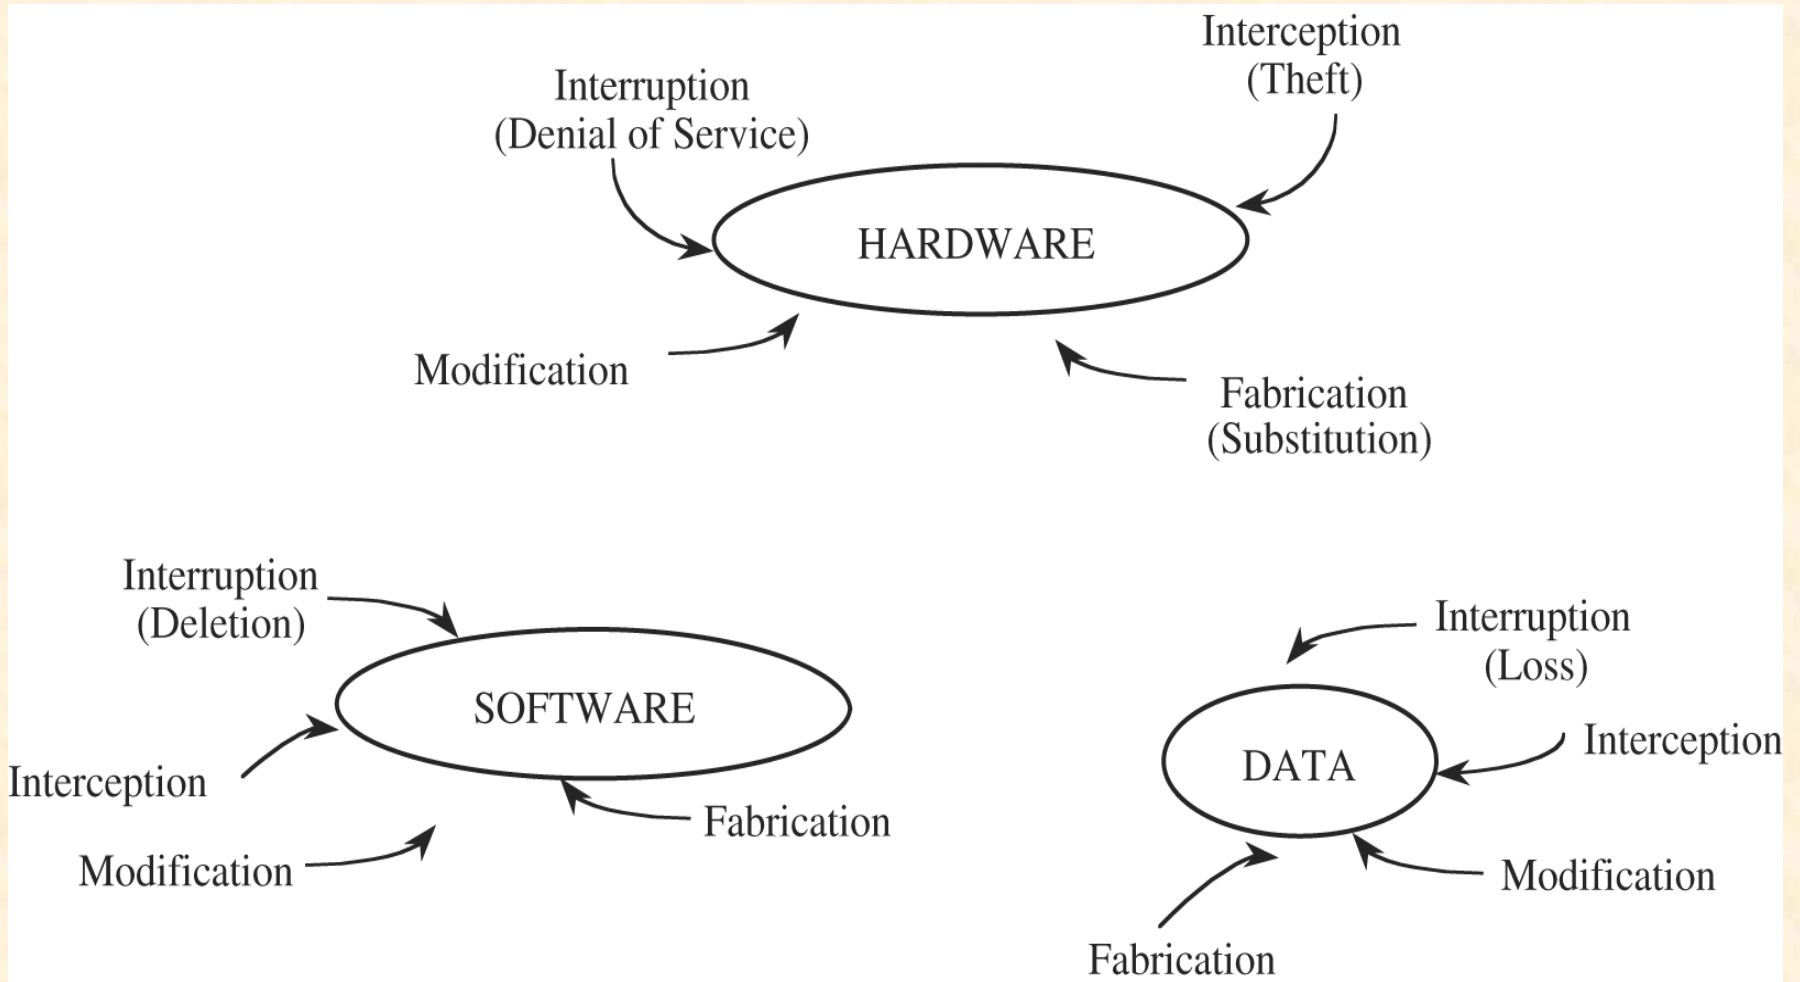 Interruption
(Denial of Service)
Interception
(Theft)
HARDWARE
Modification
Fabrication
(Substitution)
Interruption
(Deletion)
SOFTWARE
Interception
Modification
Fabrication
Interruption
(Loss)
DATA
Interception
Modification
Fabrication